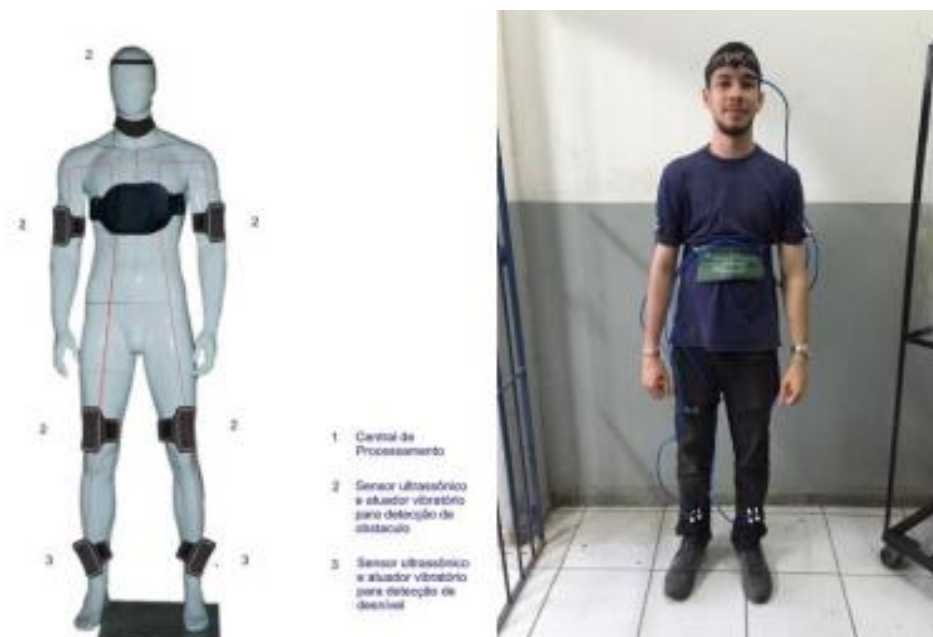 2
2
2
2
2
3
3
1 Central de
Processamento
2 Sensor ultrassônico
e atuador vibratório
para detecção de
obstaculo
3 Sensor ultrassônico
e atuador vibratório
para detecção de
desnível